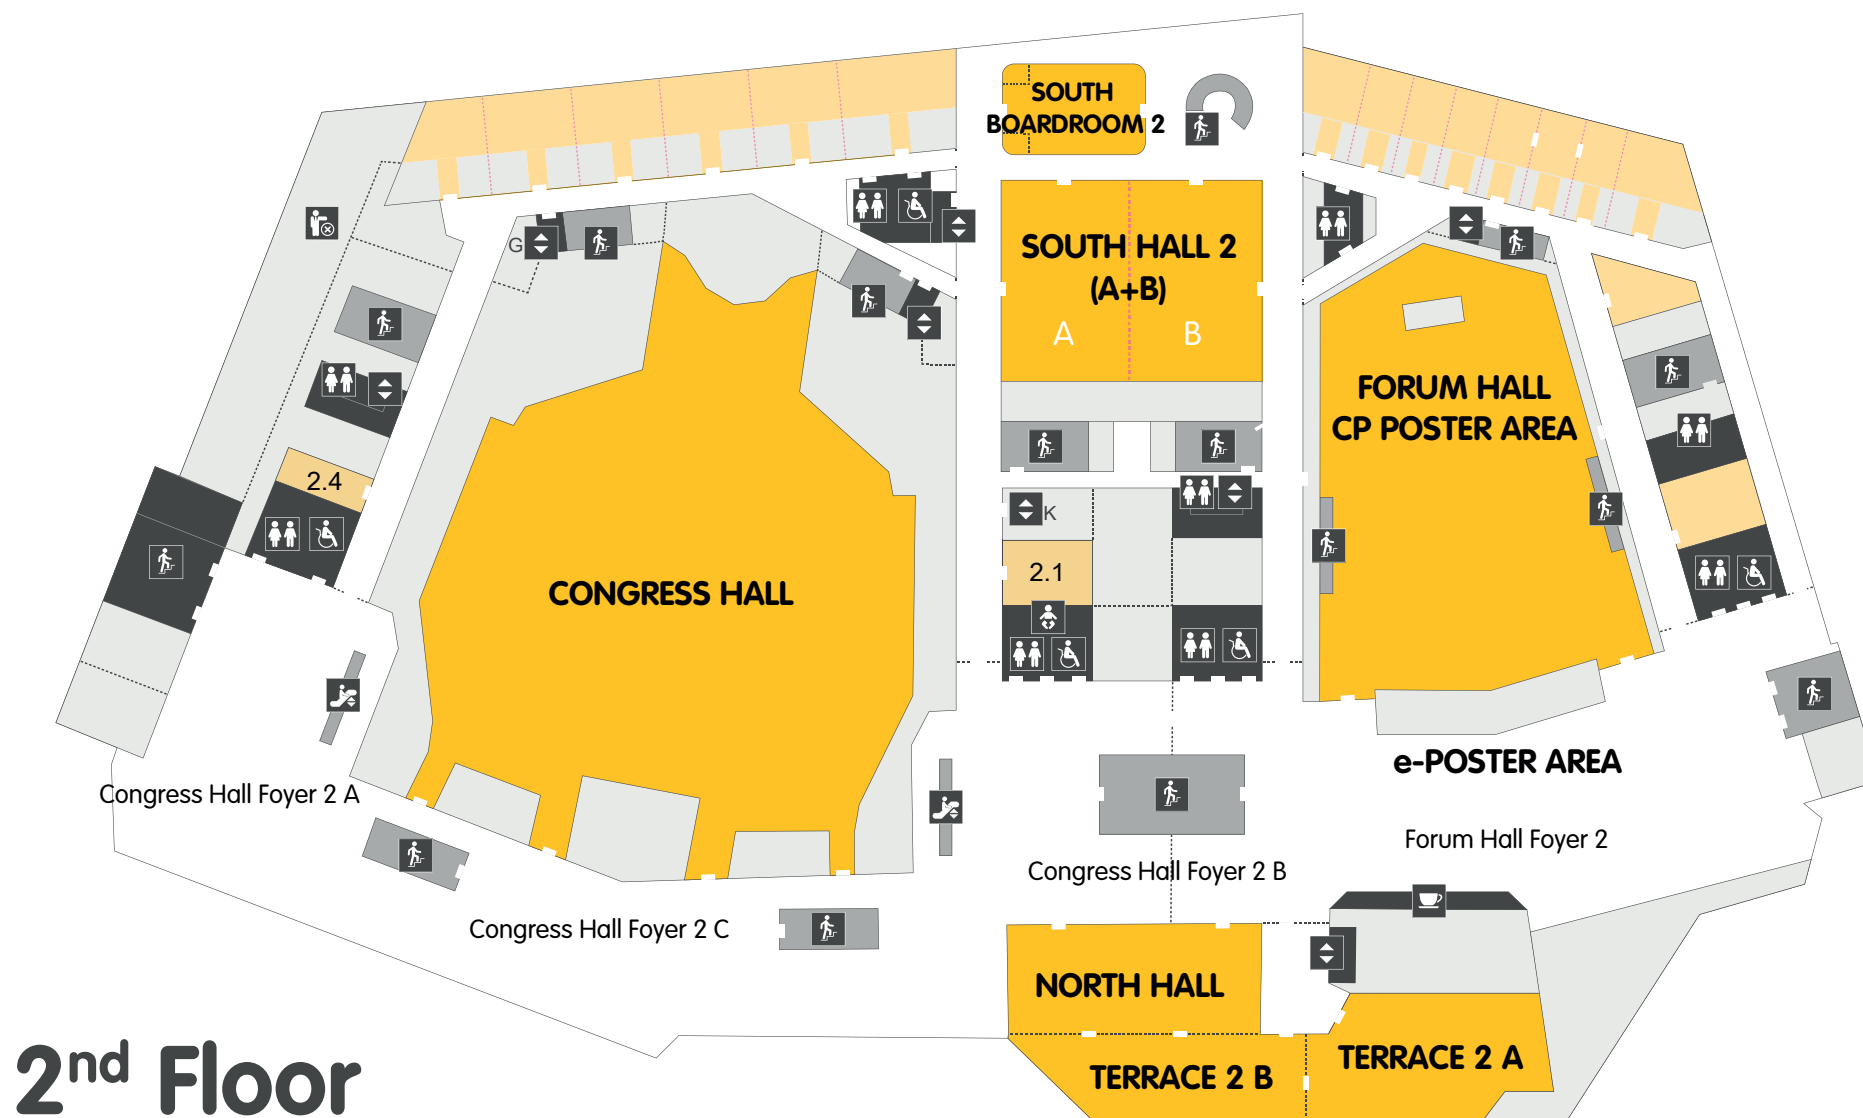 SOUTH
BOARDROOM 2
G
SOUTH HALL 2
(A+B)
A
B
FORUM HALL
CP POSTER AREA
2.4
K
2.1
CONGRESS HALL
e-POSTER AREA
Congress Hall Foyer 2 A
Forum Hall Foyer 2
Congress Hall Foyer 2 B
Congress Hall Foyer 2 C
NORTH HALL
TERRACE 2 A
TERRACE 2 B
2nd Floor